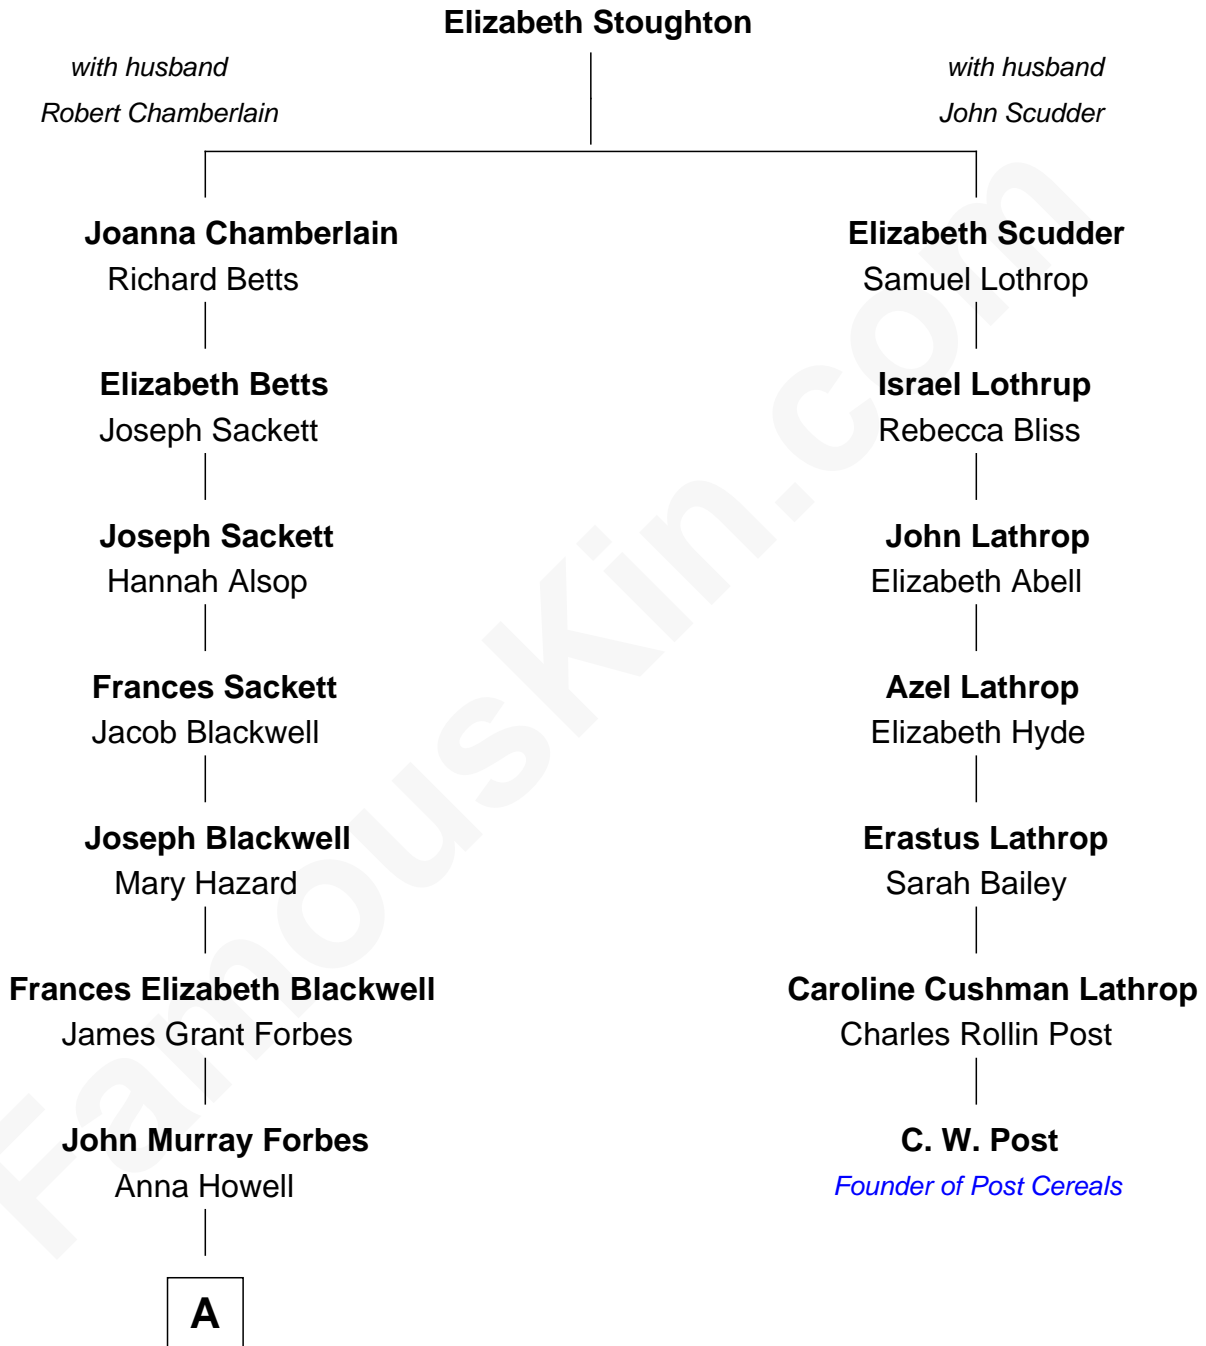 Elizabeth Stoughton
with husband
Robert Chamberlain
with husband
John Scudder
Joanna Chamberlain
Richard Betts
Elizabeth Scudder
Samuel Lothrop
Elizabeth Betts
Joseph Sackett
Israel Lothrup
Rebecca Bliss
Joseph Sackett
Hannah Alsop
John Lathrop
Elizabeth Abell
Frances Sackett
Jacob Blackwell
Azel Lathrop
Elizabeth Hyde
Joseph Blackwell
Mary Hazard
Erastus Lathrop
Sarah Bailey
Frances Elizabeth Blackwell
James Grant Forbes
Caroline Cushman Lathrop
Charles Rollin Post
John Murray Forbes
Anna Howell
C. W. Post
Founder of Post Cereals
A
FamousKin.com